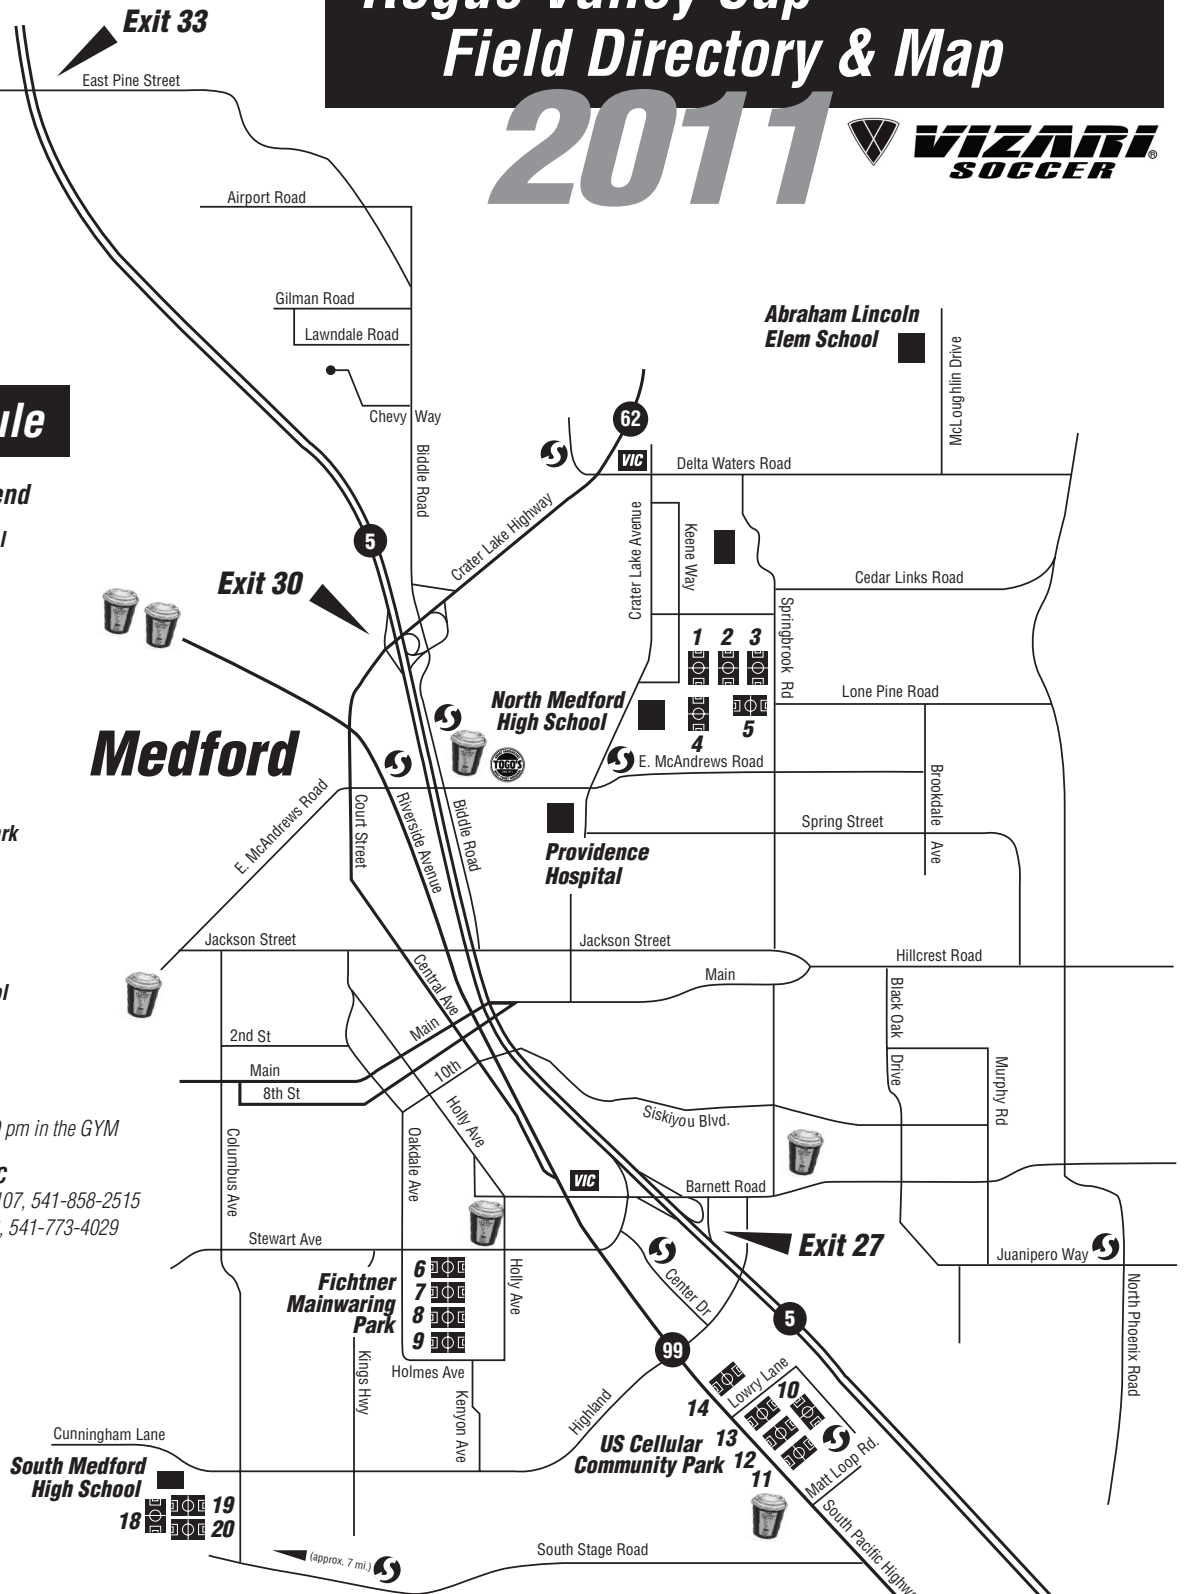 Rogue Valley Cup
Field Directory & Map
2011
VIZARI®
SOCCER
Exit 33
East Pine Street
Airport Road
Gilman Road
Lawndale Road
Chevy Way
Biddle Road
Abraham Lincoln
Elem School
McLoughlin Drive
62
VIC
Delta Waters Road
ule
end
l
5
Crater Lake Highway
Crater Lake Avenue
Keene Way
Cedar Links Road
Exit 30
Springbrook Rd
1 2 3
Lone Pine Road
North Medford
High School
4
5
Medford
TOGO'S
E. McAndrews Road
E. McAndrews Road
Court Street
Riverside Avenue
Biddle Road
Brookdale Ave
Spring Street
rk
Providence
Hospital
Jackson Street
Jackson Street
Hillcrest Road
Main
Central Ave
Black Oak Drive
ol
2nd St
Main
Main
8th St
10th
Holly Ave
Siskiyou Blvd.
Murphy Rd
pm in the GYM
C
107, 541-858-2515
, 541-773-4029
Columbus Ave
Oakdale Ave
VIC
Barnett Road
Stewart Ave
Exit 27
Juanipero Way
Fichtner
Mainwaring
Park
6
7
8
9
Holly Ave
Center Dr
5
North Phoenix Road
99
Holmes Ave
Kings Hwy
Kenyon Ave
Highland
Lowry Lane
10
14
13
12
11
US Cellular
Community Park
Matt Loop Rd.
Cunningham Lane
South Medford
High School
18
19
20
South Pacific Highw
(approx. 7 mi.)
South Stage Road